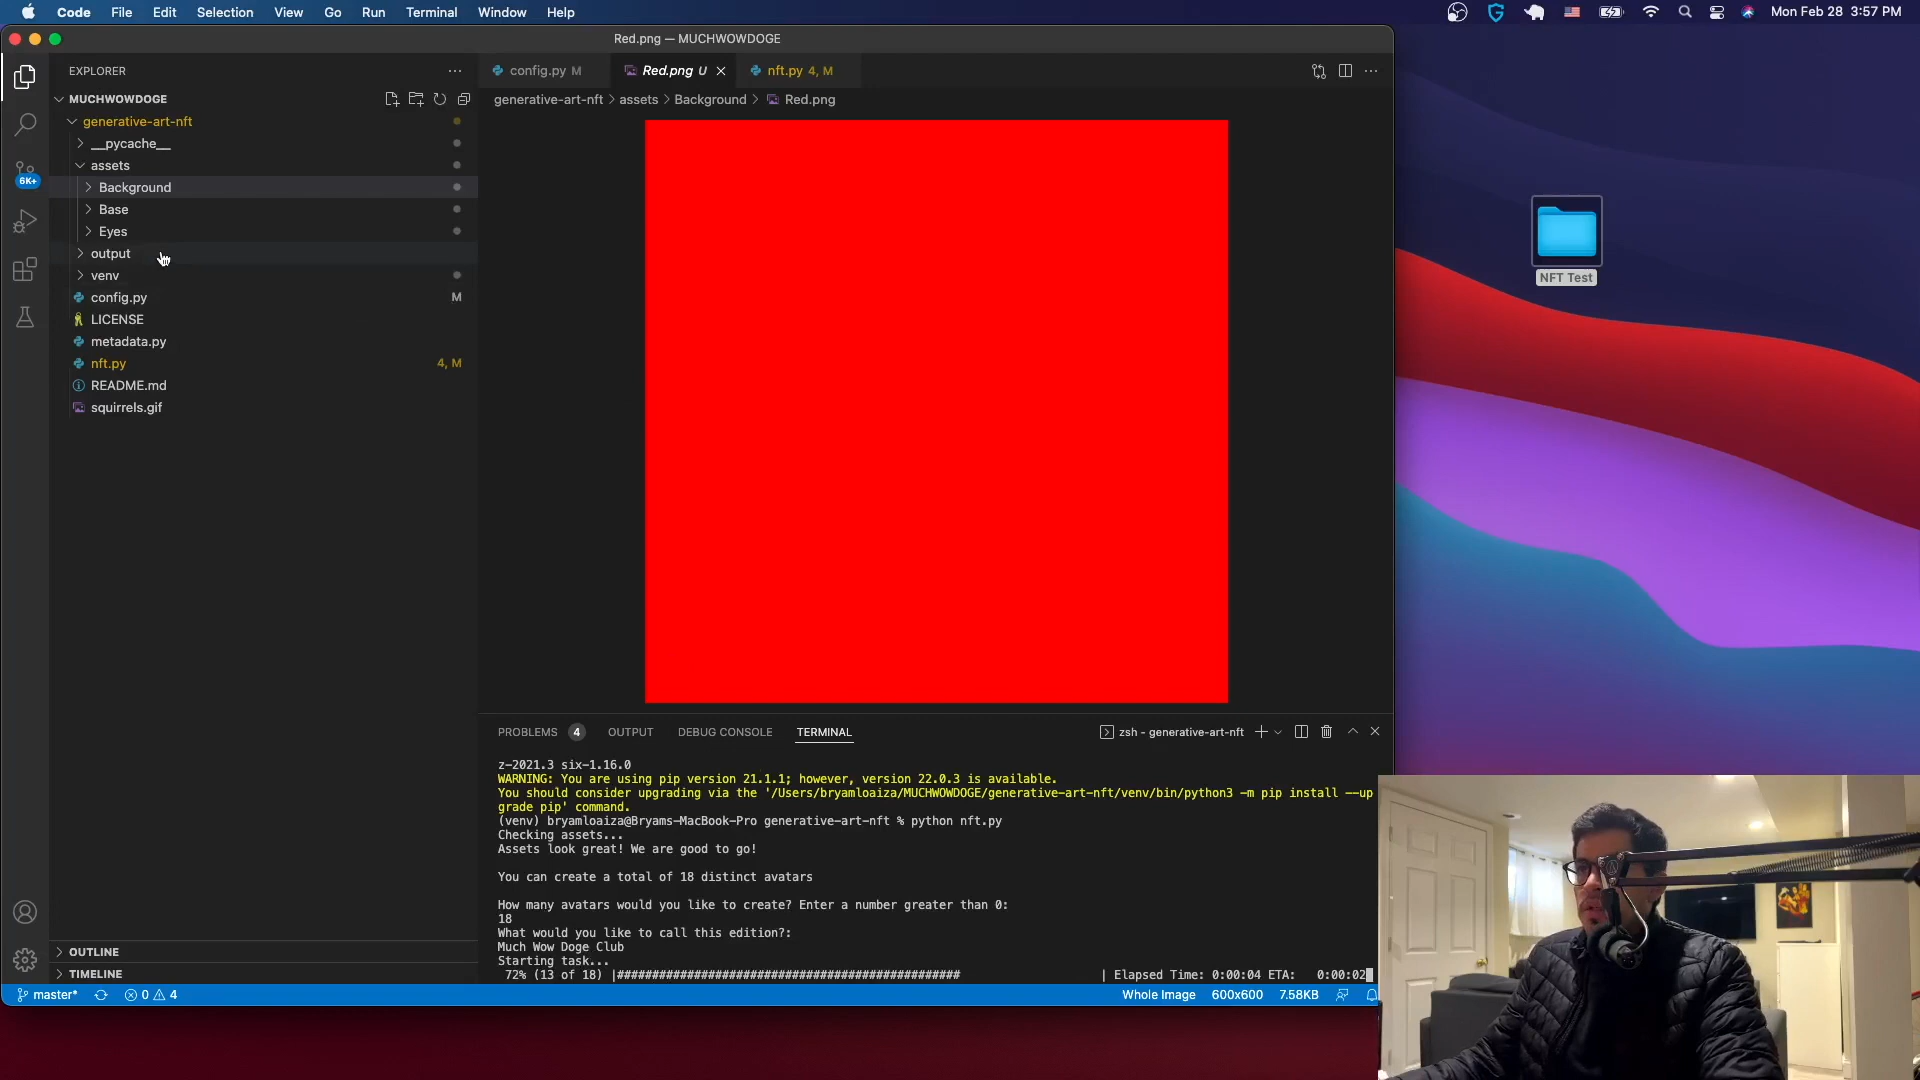 Code File Edit Selection View Go Run Terminal Window Help
Mon Feb 28 3:57 PM
Red.png — MUCHWOWDOGE
EXPLORER
MUCHWOWDOGE
generative-art-nft
__pycache__
assets
Background
Base
Eyes
output
venv
config.py M
LICENSE
metadata.py
nft.py 4, M
README.md
squirrels.gif
6K+
OUTLINE
TIMELINE
config.py M
Red.png U
nft.py 4, M
generative-art-nft > assets > Background > Red.png
NFT Test
PROBLEMS 4 OUTPUT DEBUG CONSOLE TERMINAL
zsh - generative-art-nft
z-2021.3 six-1.16.0
WARNING: You are using pip version 21.1.1; however, version 22.0.3 is available.
You should consider upgrading via the '/Users/bryamloaiza/MUCHWOWDOGE/generative-art-nft/venv/bin/python3 -m pip install --up
grade pip' command.
(venv) bryamloaiza@Bryams-MacBook-Pro generative-art-nft % python nft.py
Checking assets...
Assets look great! We are good to go!
You can create a total of 18 distinct avatars
How many avatars would you like to create? Enter a number greater than 0:
18
What would you like to call this edition?:
Much Wow Doge Club
Starting task...
72% (13 of 18) |################################################# | Elapsed Time: 0:00:04 ETA: 0:00:02
master* 0 4
Whole Image 600x600 7.58KB